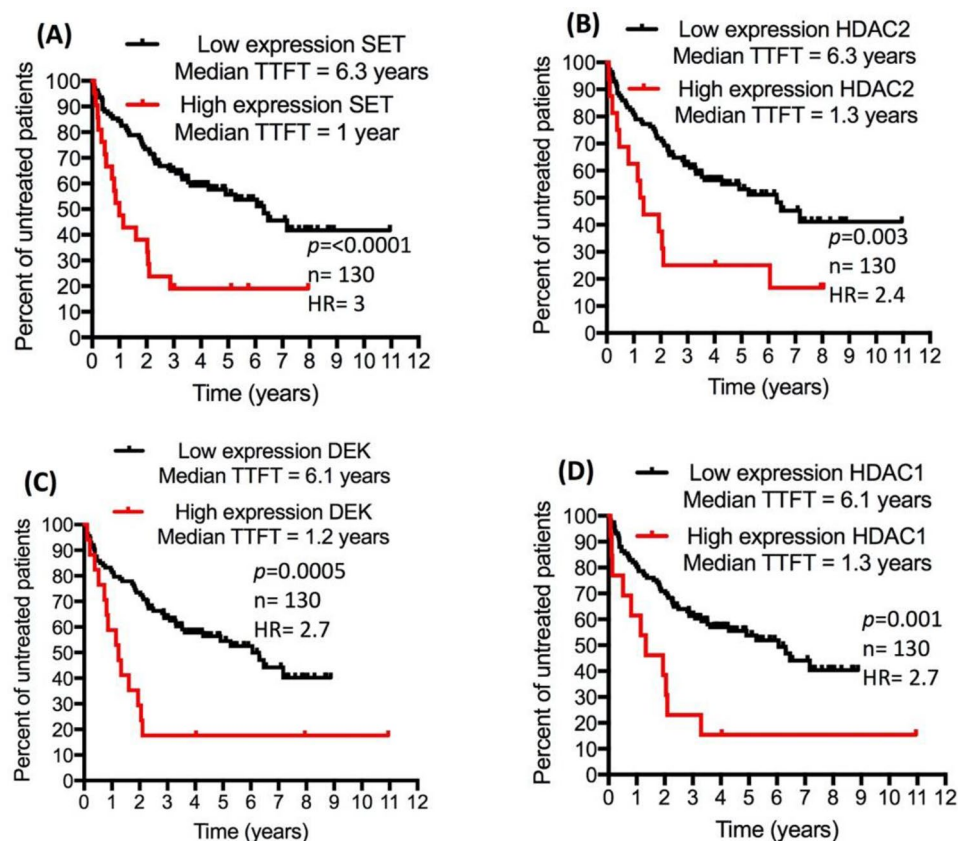 (A)
Low expression SET
Median TTFT = 6.3 years
High expression SET
Median TTFT = 1 year
Percent of untreated patients
100
90
80
70
60
50
40
30
20
10
0
p=<0.0001
n= 130
HR= 3
0 1 2 3 4 5 6 7 8 9 10 11 12
Time (years)
(B)
Low expression HDAC2
Median TTFT = 6.3 years
High expression HDAC2
Median TTFT = 1.3 years
Percent of untreated patients
100
90
80
70
60
50
40
30
20
10
0
p=0.003
n= 130
HR= 2.4
0 1 2 3 4 5 6 7 8 9 10 11 12
Time (years)
(C)
Low expression DEK
Median TTFT = 6.1 years
High expression DEK
Median TTFT = 1.2 years
Percent of untreated patients
100
90
80
70
60
50
40
30
20
10
0
p=0.0005
n= 130
HR= 2.7
0 1 2 3 4 5 6 7 8 9 10 11 12
Time (years)
(D)
Low expression HDAC1
Median TTFT = 6.1 years
High expression HDAC1
Median TTFT = 1.3 years
Percent of untreated patients
100
90
80
70
60
50
40
30
20
10
0
p=0.001
n= 130
HR= 2.7
0 1 2 3 4 5 6 7 8 9 10 11 12
Time (years)